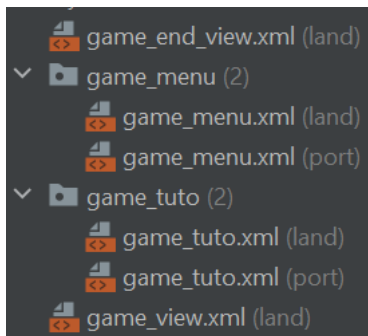 game_end_view.xml (land)
game_menu (2)
game_menu.xml (land)
game_menu.xml (port)
game_tuto (2)
game_tuto.xml (land)
game_tuto.xml (port)
game_view.xml (land)